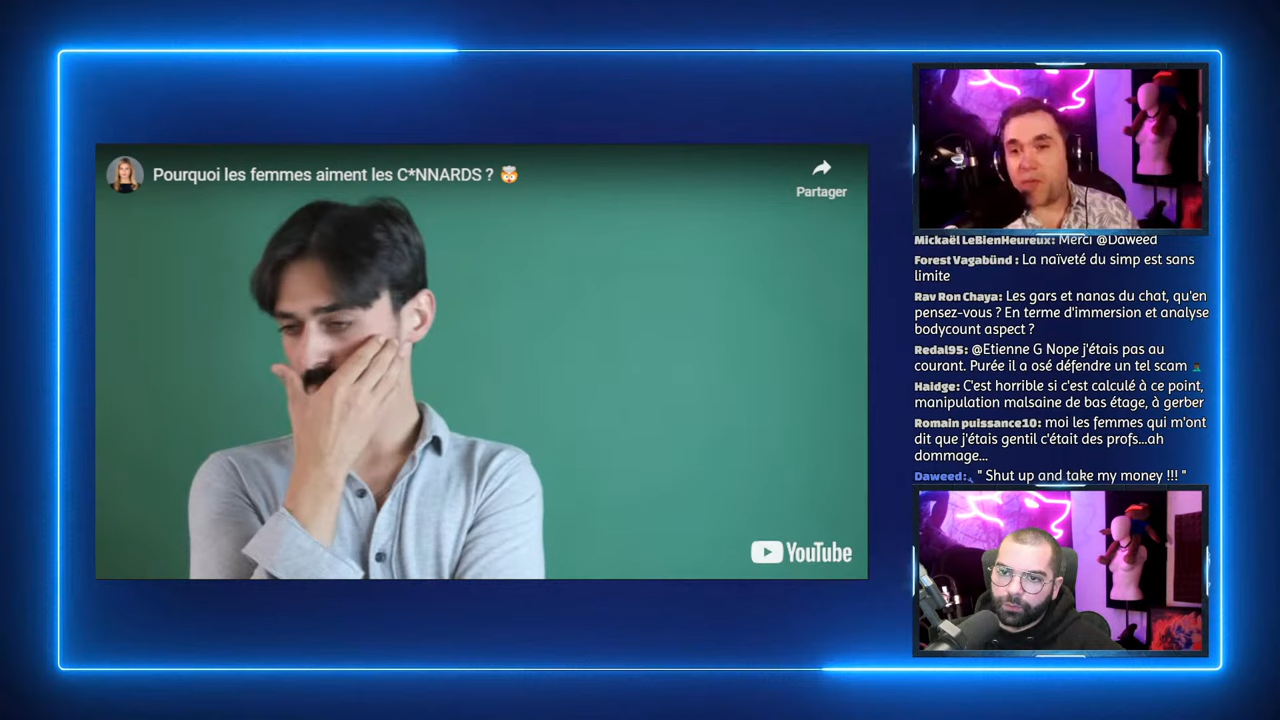 Pourquoi les femmes aiment les C*NNARDS ? 🤯
Partager
YouTube
Mickaël LeBienHeureux: Merci @Daweed
Forest Vagabünd : La naïveté du simp est sans
limite
Rav Ron Chaya: Les gars et nanas du chat, qu'en
pensez-vous ? En terme d'immersion et analyse
bodycount aspect ?
Redal95: @Etienne G Nope j'étais pas au
courant. Purée il a osé défendre un tel scam
Haidge: C'est horrible si c'est calculé à ce point,
manipulation malsaine de bas étage, à gerber
Romain puissance10: moi les femmes qui m'ont
dit que j'étais gentil c'était des profs...ah
dommage...
Daweed: " Shut up and take my money !!! "